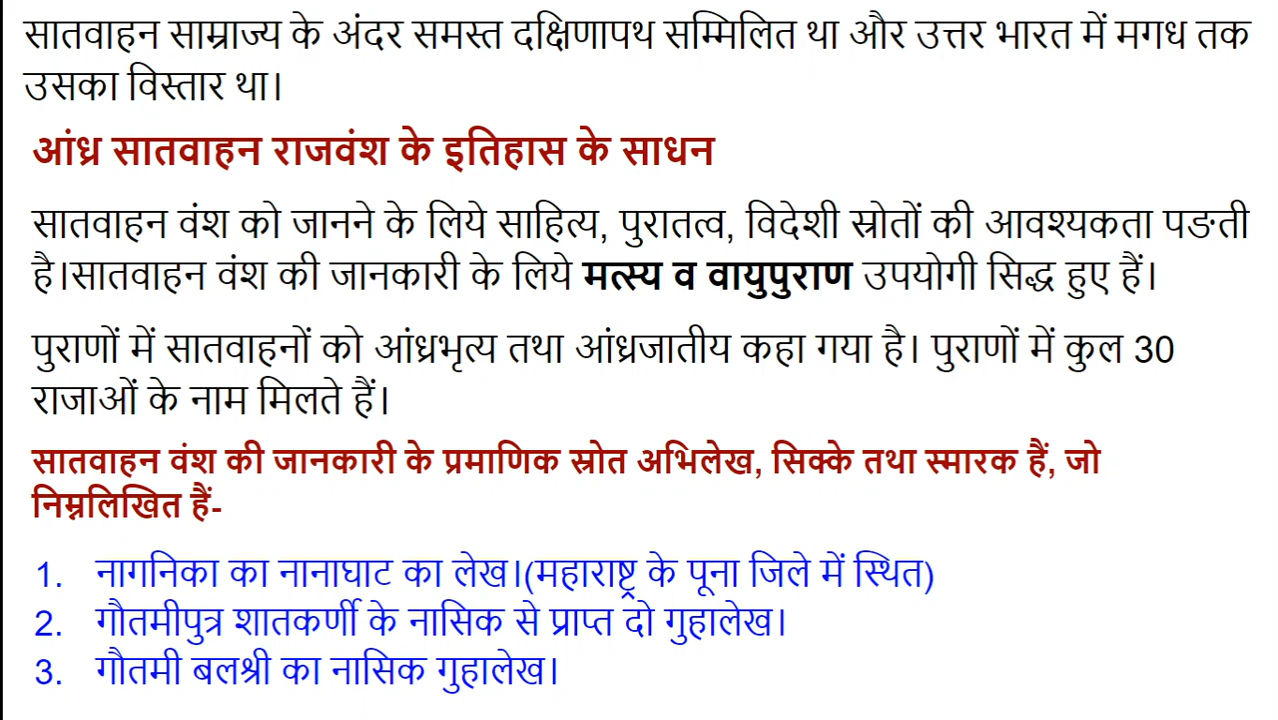 सातवाहन साम्राज्य के अंदर समस्त दक्षिणापथ सम्मिलित था और उत्तर भारत में मगध तक
उसका विस्तार था।
आंध्र सातवाहन राजवंश के इतिहास के साधन
सातवाहन वंश को जानने के लिये साहित्य, पुरातत्व, विदेशी स्रोतों की आवश्यकता पङती
है।सातवाहन वंश की जानकारी के लिये मत्स्य व वायुपुराण उपयोगी सिद्ध हुए हैं।
पुराणों में सातवाहनों को आंध्रभृत्य तथा आंध्रजातीय कहा गया है। पुराणों में कुल 30
राजाओं के नाम मिलते हैं।
सातवाहन वंश की जानकारी के प्रमाणिक स्रोत अभिलेख, सिक्के तथा स्मारक हैं, जो
निम्नलिखित हैं-
1. नागनिका का नानाघाट का लेख।(महाराष्ट्र के पूना जिले में स्थित)
2. गौतमीपुत्र शातकर्णी के नासिक से प्राप्त दो गुहालेख।
3. गौतमी बलश्री का नासिक गुहालेख।